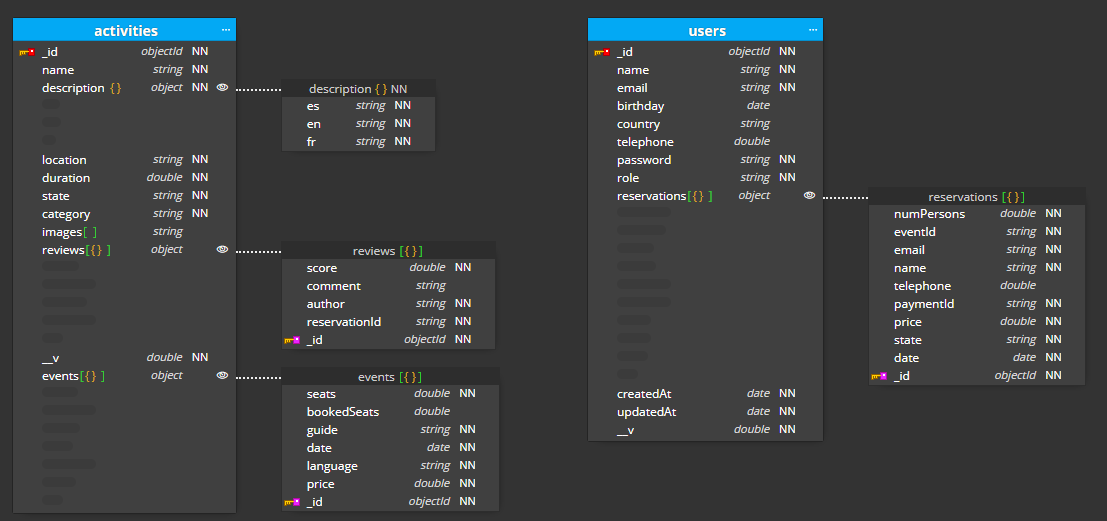 activities ...
_id objectId NN
name string NN
description {} object NN
location string NN
duration double NN
state string NN
category string NN
images[ ] string
reviews[{} ] object
__v double NN
events[{} ] object
description {} NN
es string NN
en string NN
fr string NN
reviews [{}]
score double NN
comment string
author string NN
reservationId string NN
_id objectId NN
events [{}]
seats double NN
bookedSeats double
guide string NN
date date NN
language string NN
price double NN
_id objectId NN
users ...
_id objectId NN
name string NN
email string NN
birthday date
country string
telephone double
password string NN
role string NN
reservations[{} ] object
createdAt date NN
updatedAt date NN
__v double NN
reservations [{}]
numPersons double NN
eventId string NN
email string NN
name string NN
telephone double
paymentId string NN
price double NN
state string NN
date date NN
_id objectId NN